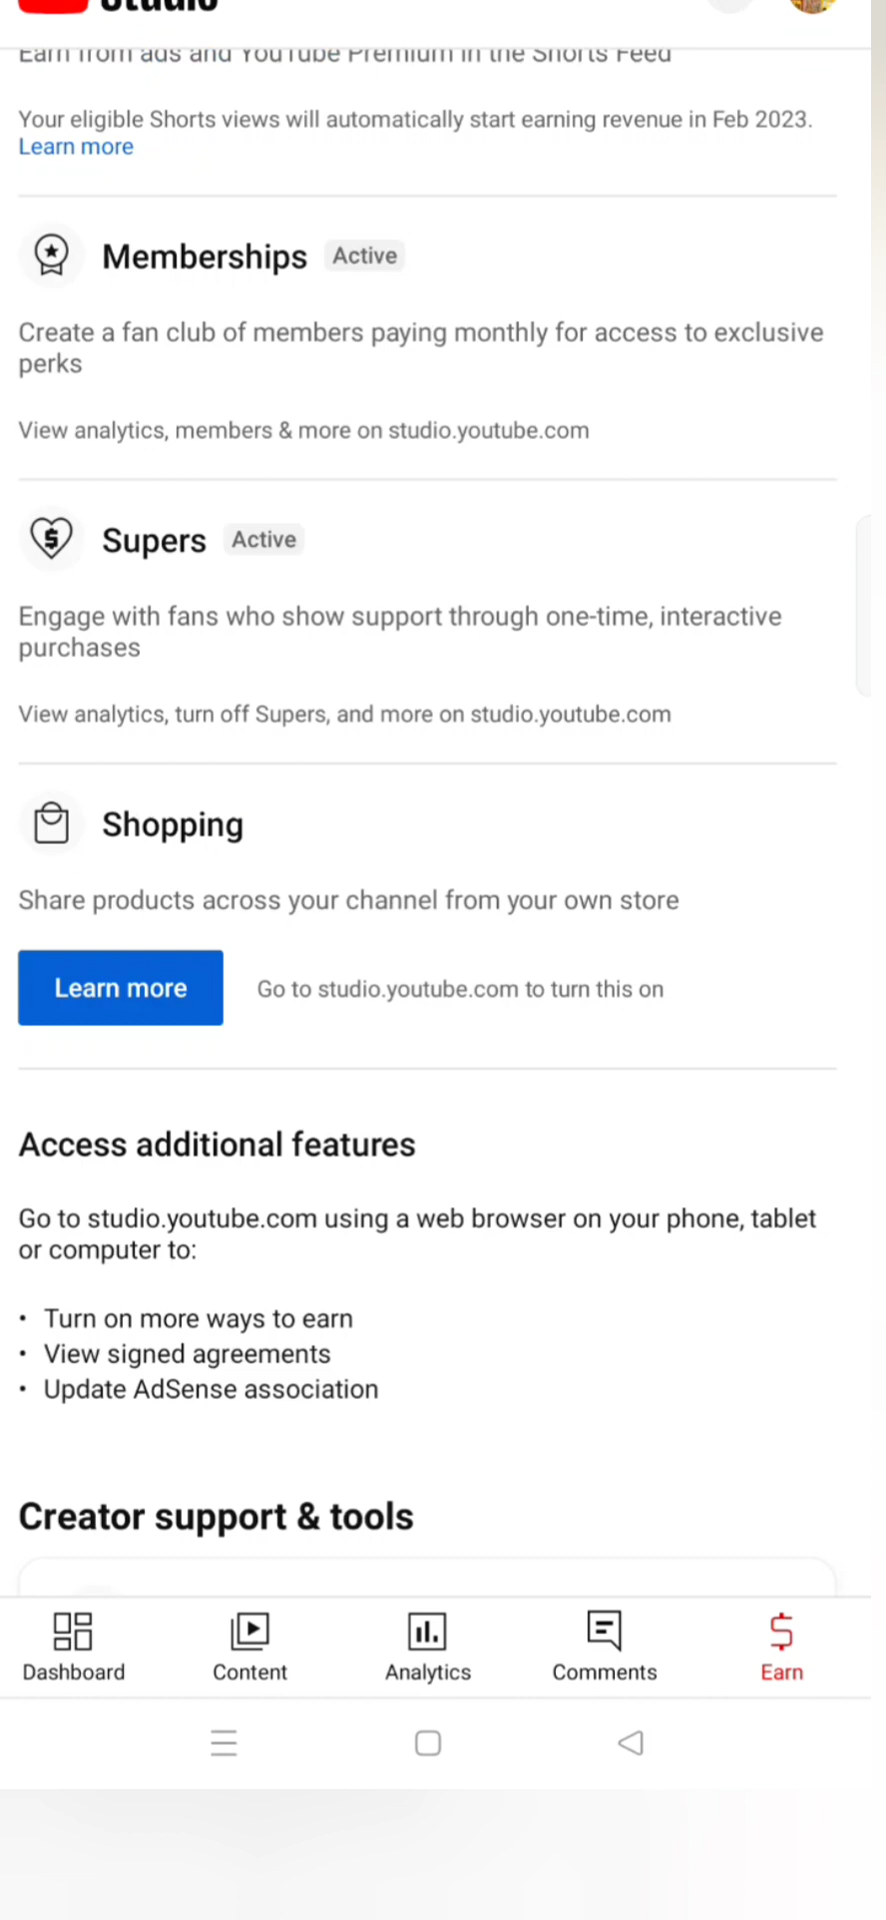 Studio
Earn from ads and YouTube Premium in the Shorts Feed
Your eligible Shorts views will automatically start earning revenue in Feb 2023.
Learn more
Memberships Active
Create a fan club of members paying monthly for access to exclusive
perks
View analytics, members & more on studio.youtube.com
Supers Active
Engage with fans who show support through one-time, interactive
purchases
View analytics, turn off Supers, and more on studio.youtube.com
Shopping
Share products across your channel from your own store
Learn more Go to studio.youtube.com to turn this on
Access additional features
Go to studio.youtube.com using a web browser on your phone, tablet
or computer to:
• Turn on more ways to earn
• View signed agreements
• Update AdSense association
Creator support & tools
Dashboard Content Analytics Comments Earn